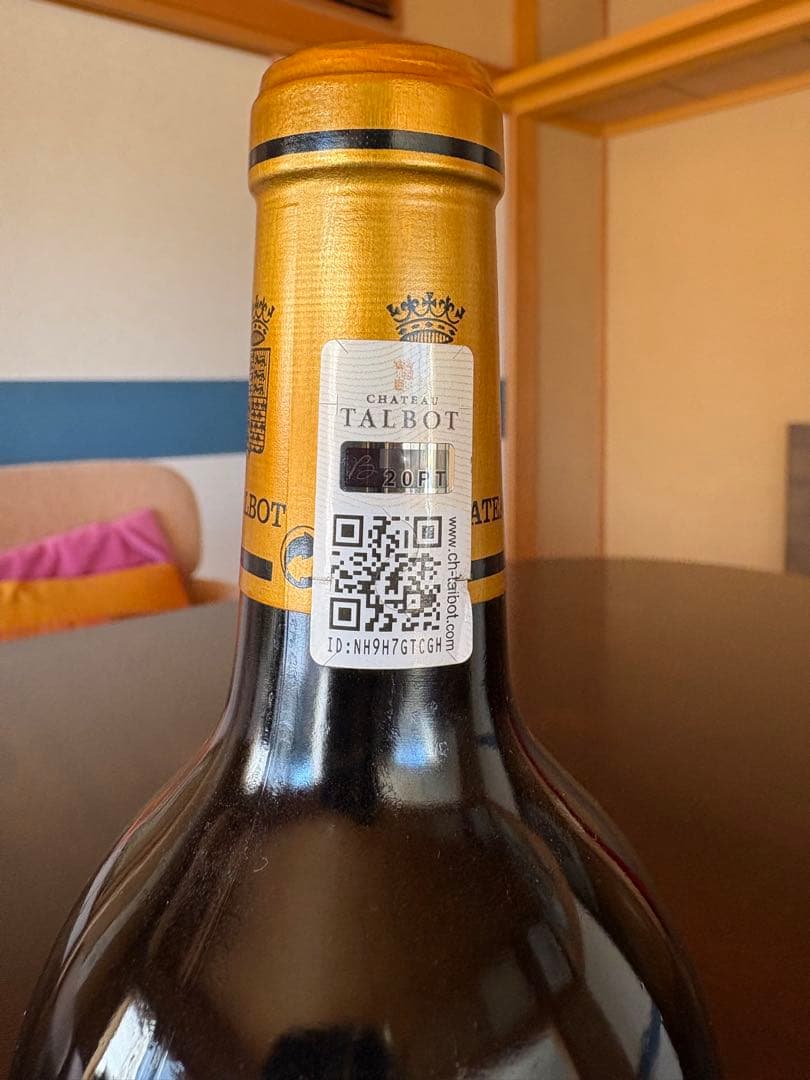 CHATEAU
TALBOT
20PT
www.ch-talbot.com
ID:NH9H7GTCGH
LBOT
ATEA